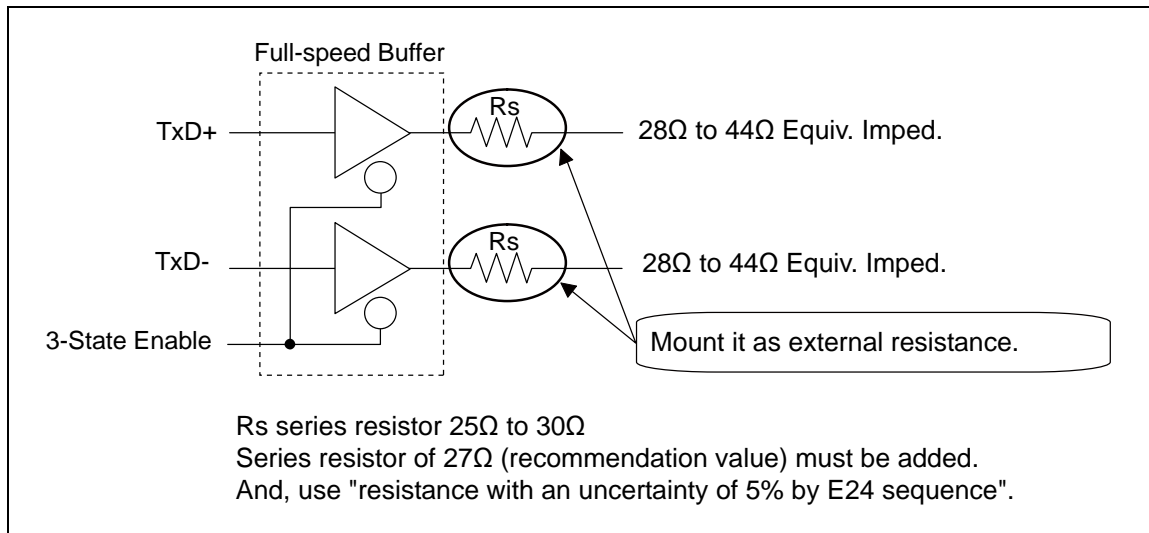 Full-speed Buffer
TxD+
Rs
28Ω to 44Ω Equiv. Imped.
TxD-
Rs
28Ω to 44Ω Equiv. Imped.
3-State Enable
Mount it as external resistance.
Rs series resistor 25Ω to 30Ω
Series resistor of 27Ω (recommendation value) must be added.
And, use "resistance with an uncertainty of 5% by E24 sequence".